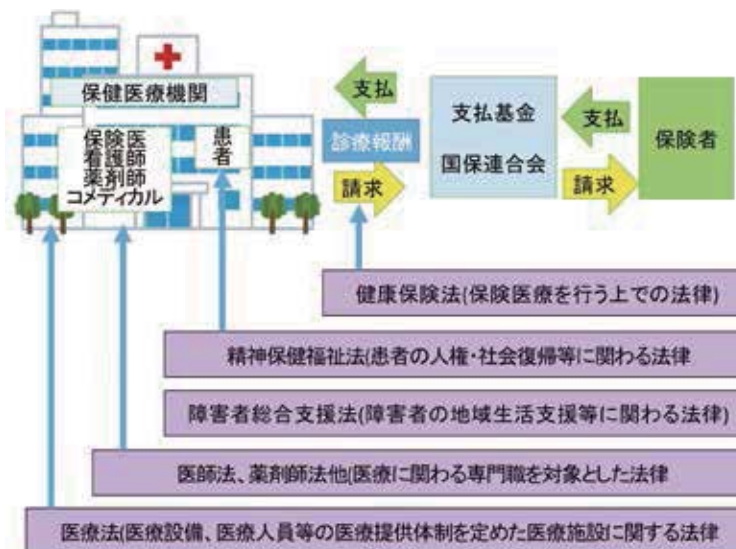 保健医療機関
保険医
看護師
薬剤師
コメディカル
患者
支払
診療報酬
請求
支払基金
国保連合会
支払
請求
保険者
健康保険法(保険医療を行う上での法律)
精神保健福祉法(患者の人権・社会復帰等に関わる法律
障害者総合支援法(障害者の地域生活支援等に関わる法律)
医師法、薬剤師法他(医療に関わる専門職を対象とした法律
医療法(医療設備、医療人員等の医療提供体制を定めた医療施設に関する法律